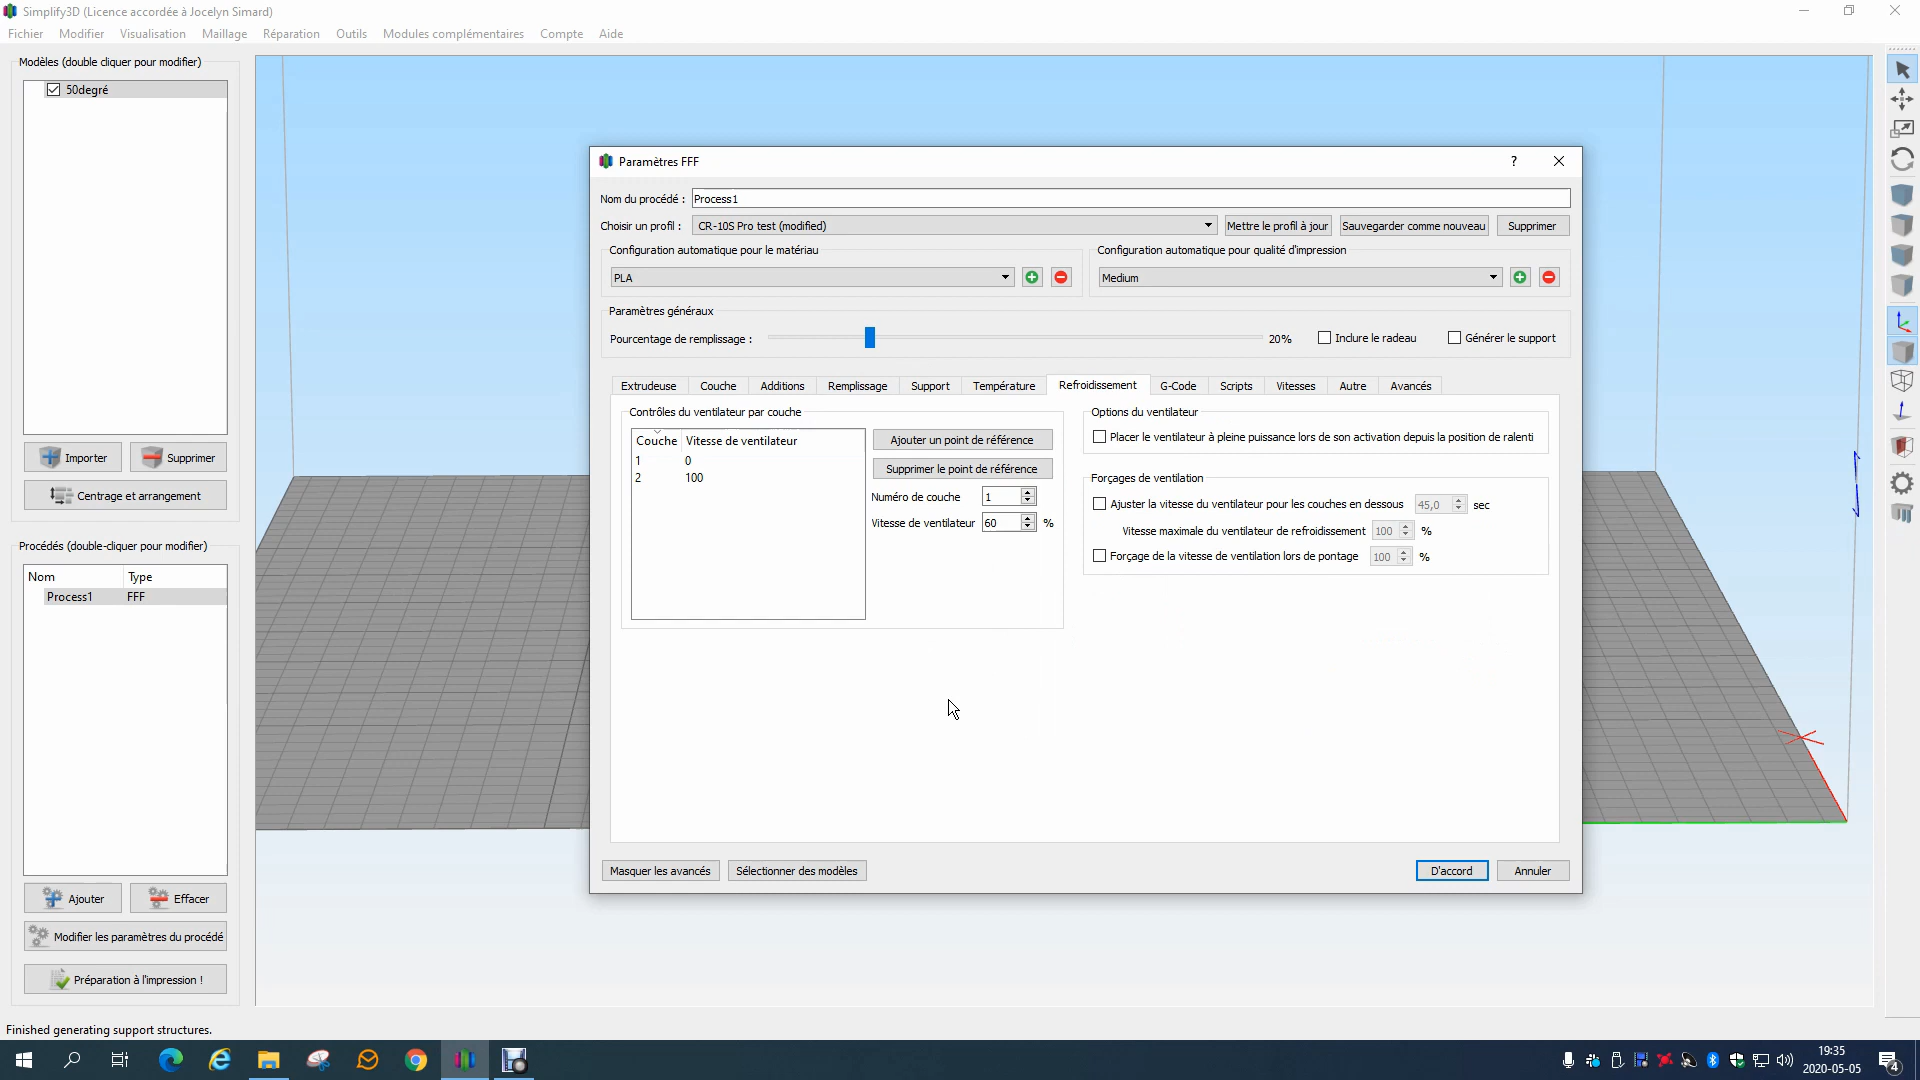 Simplify3D (Licence accordée à Jocelyn Simard)
Fichier Modifier Visualisation Maillage Réparation Outils Modules complémentaires Compte Aide
Modèles (double cliquer pour modifier)
50degré
Importer Supprimer
Centrage et arrangement
Procédés (double-cliquer pour modifier)
Nom Type
Process1 FFF
Ajouter Effacer
Modifier les paramètres du procédé
Préparation à l'impression !
Finished generating support structures.
Paramètres FFF ?
Nom du procédé : Process1
Choisir un profil : CR-10S Pro test (modified) Mettre le profil à jour Sauvegarder comme nouveau Supprimer
Configuration automatique pour le matériau Configuration automatique pour qualité d'impression
PLA Medium
Paramètres généraux
Pourcentage de remplissage : 20% Inclure le radeau Générer le support
Extrudeuse Couche Additions Remplissage Support Température Refroidissement G-Code Scripts Vitesses Autre Avancés
Contrôles du ventilateur par couche
Couche Vitesse de ventilateur
1 0
2 100
Ajouter un point de référence
Supprimer le point de référence
Numéro de couche 1
Vitesse de ventilateur 60 %
Options du ventilateur
Placer le ventilateur à pleine puissance lors de son activation depuis la position de ralenti
Forçages de ventilation
Ajuster la vitesse du ventilateur pour les couches en dessous 45,0 sec
Vitesse maximale du ventilateur de refroidissement 100 %
Forçage de la vitesse de ventilation lors de pontage 100 %
Masquer les avancés Sélectionner des modèles D'accord Annuler
19:35
2020-05-05
4